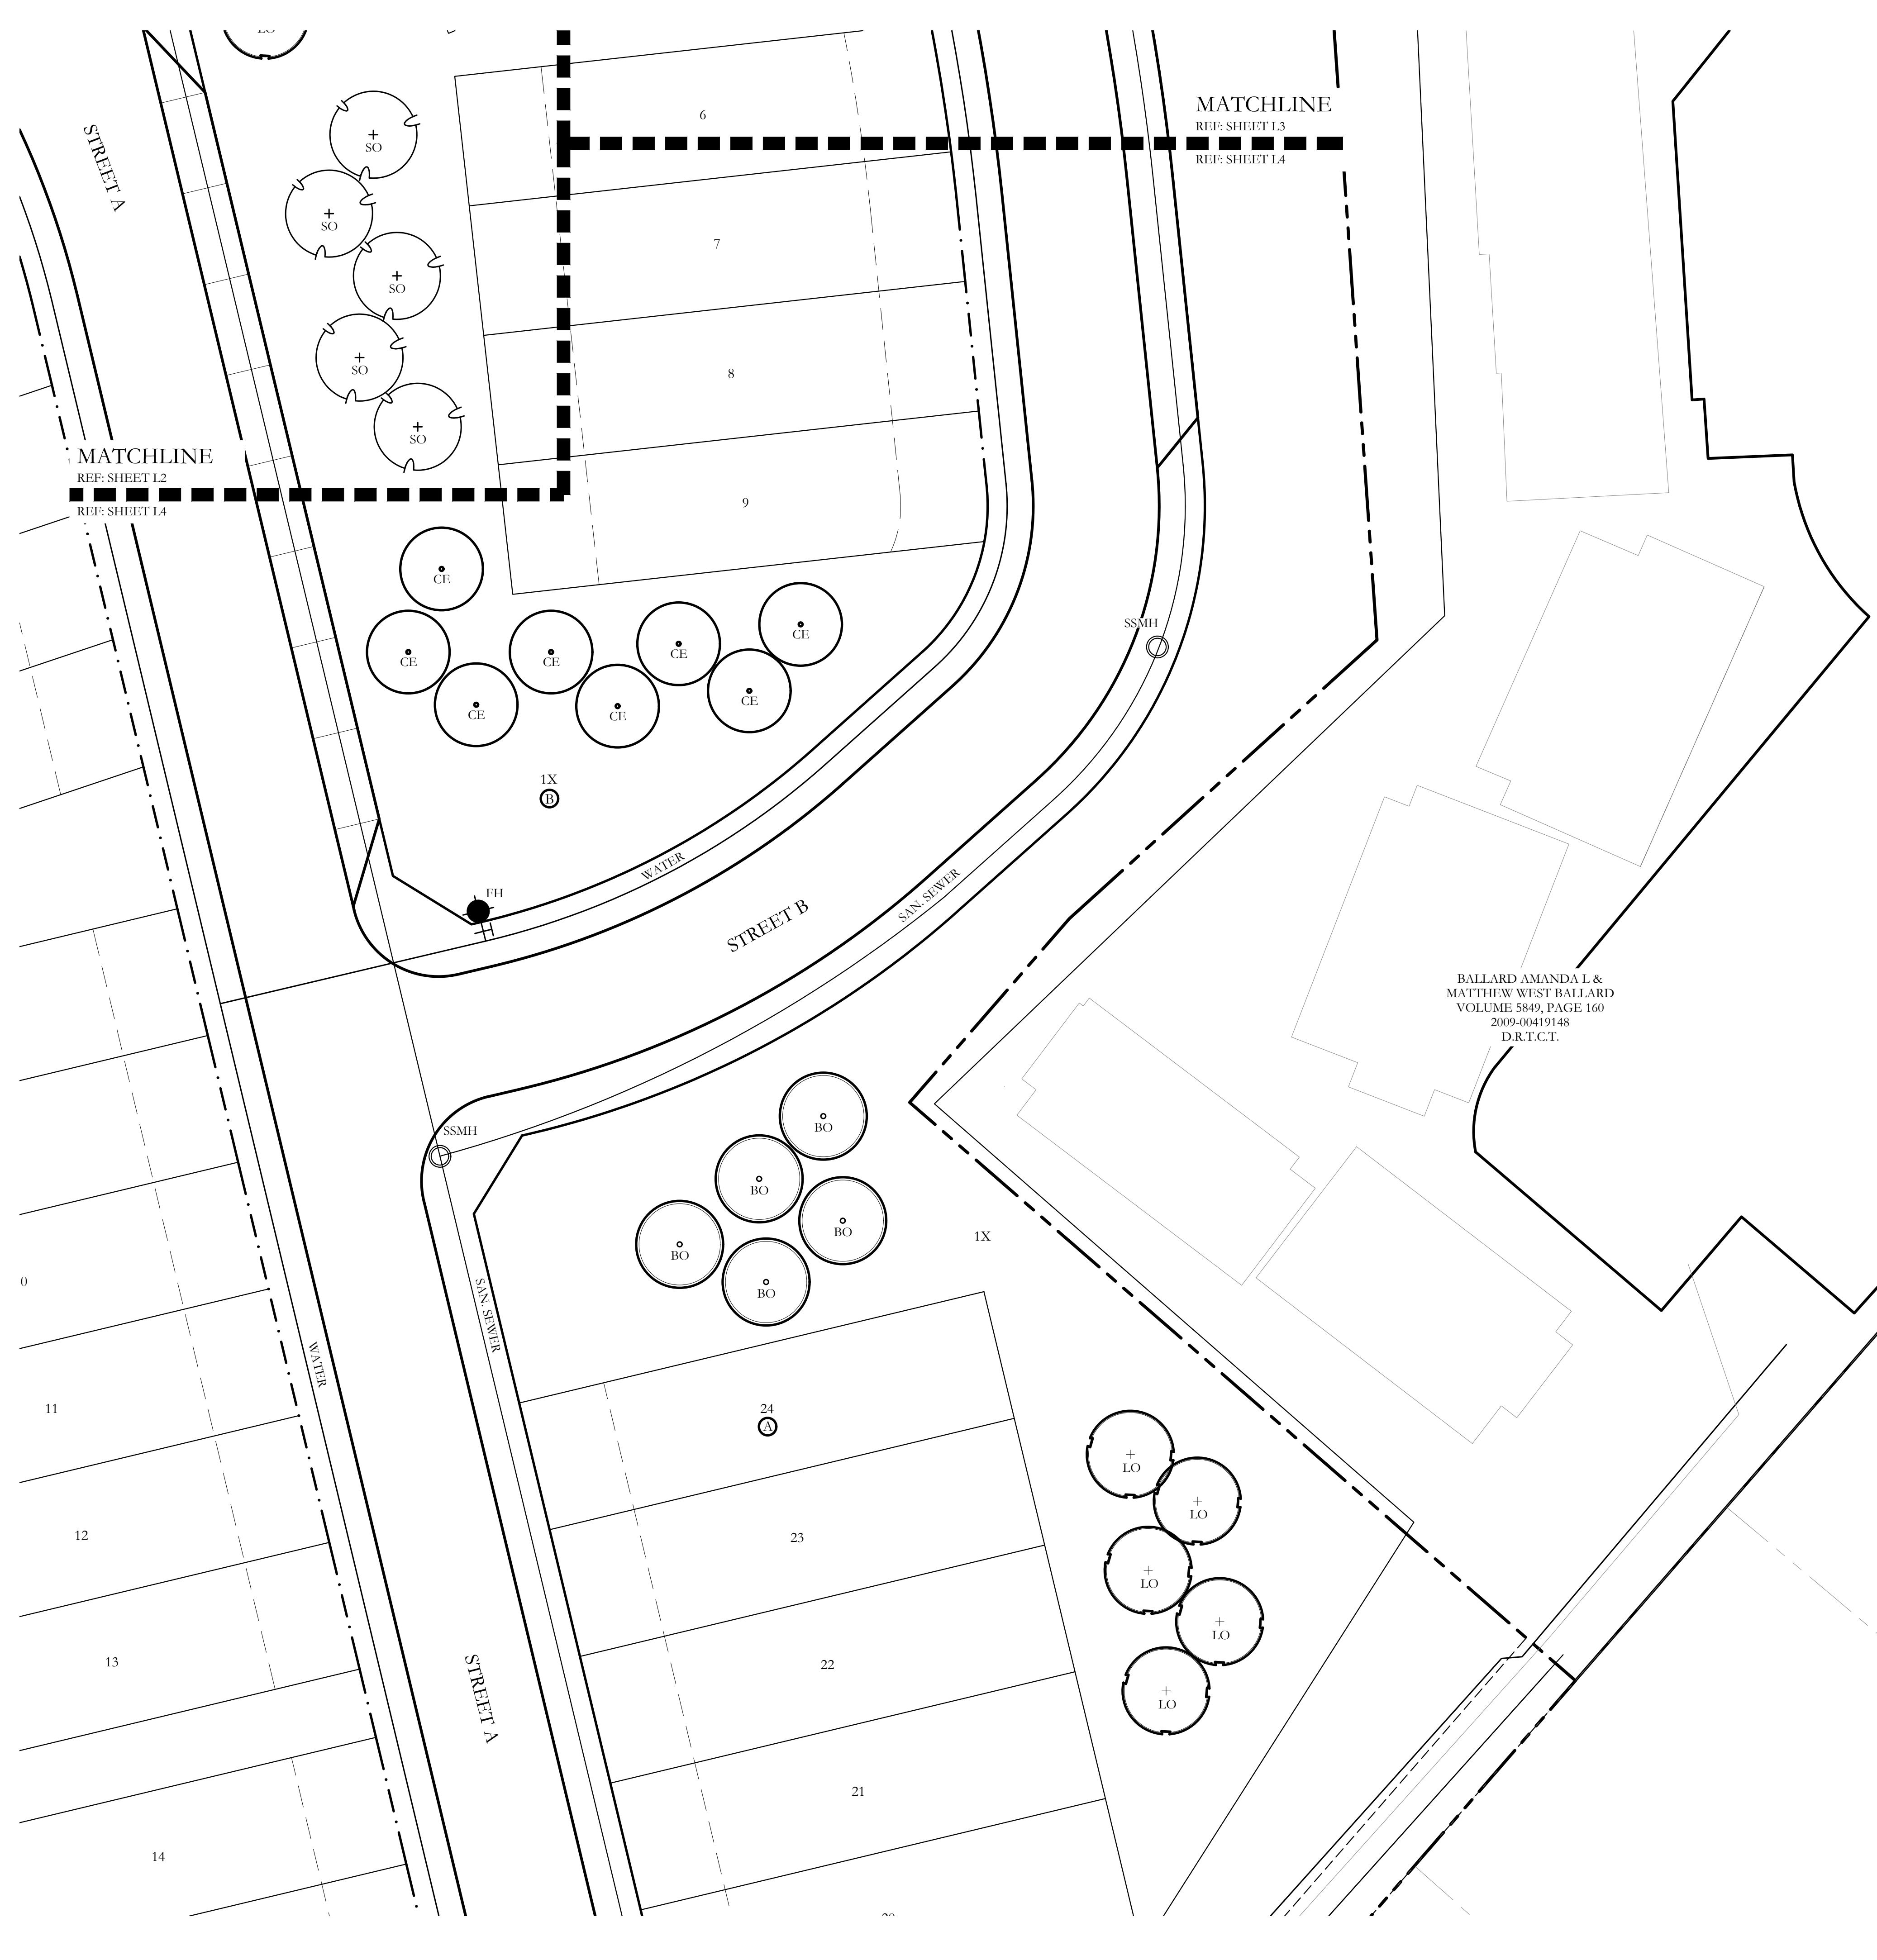 MATCHLINE
REF: SHEET L3
REF: SHEET L4
STREET A
SO
SO
SO
SO
SO
6
7
8
9
MATCHLINE
REF: SHEET L2
REF: SHEET L4
CE
CE
CE
CE
CE
CE
CE
CE
1X
B
SSMH
WATER
FH
STREET B
SAN. SEWER
BALLARD AMANDA L &
MATTHEW WEST BALLARD
VOLUME 5849, PAGE 160
2009-00419148
D.R.T.C.T.
SSMH
BO
BO
BO
BO
BO
1X
0
SAN. SEWER
WATER
11
24
A
LO
LO
LO
LO
LO
12
23
13
22
STREET A
21
14